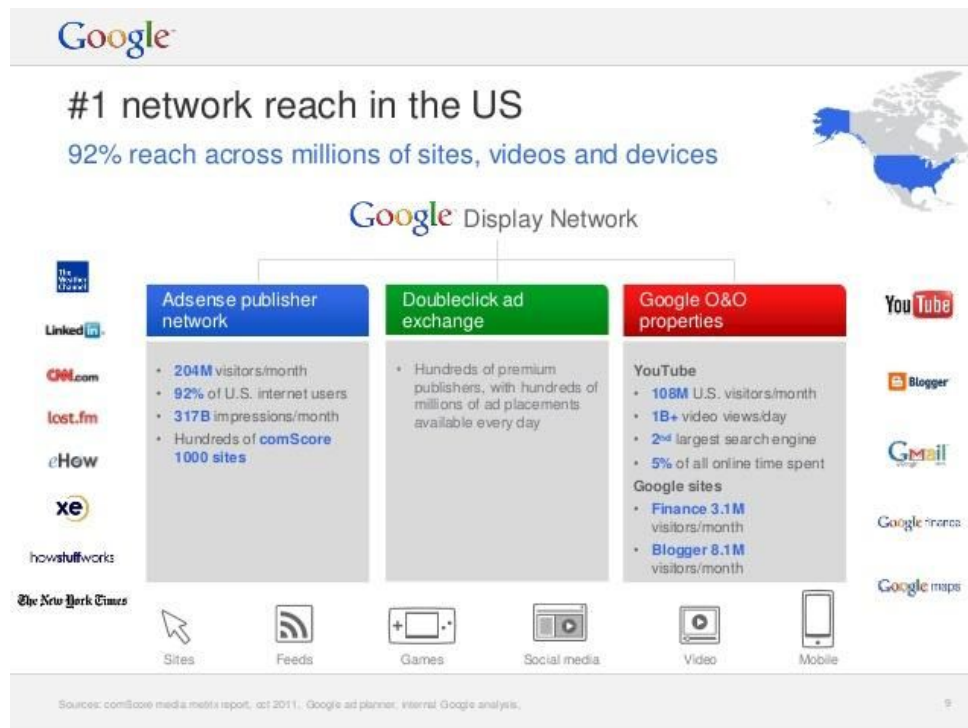 Google
#1 network reach in the US
92% reach across millions of sites, videos and devices
Google Display Network
The
Weather
Channel
LinkedIn
CNN.com
lost.fm
eHow
xe
howstuffworks
The New York Times
Adsense publisher
network
• 204M visitors/month
• 92% of U.S. internet users
• 317B impressions/month
• Hundreds of comScore
1000 sites
Doubleclick ad
exchange
• Hundreds of premium
publishers, with hundreds of
millions of ad placements
available every day
Google O&O
properties
YouTube
• 108M U.S. visitors/month
• 1B+ video views/day
• 2nd largest search engine
• 5% of all online time spent
Google sites
• Finance 3.1M
visitors/month
• Blogger 8.1M
visitors/month
YouTube
Blogger
Gmail
Google finance
Google maps
Sites
Feeds
Games
Social media
Video
Mobile
Sources: comScore media metrix report, oct 2011, Google ad planner, internal Google analysis,
9